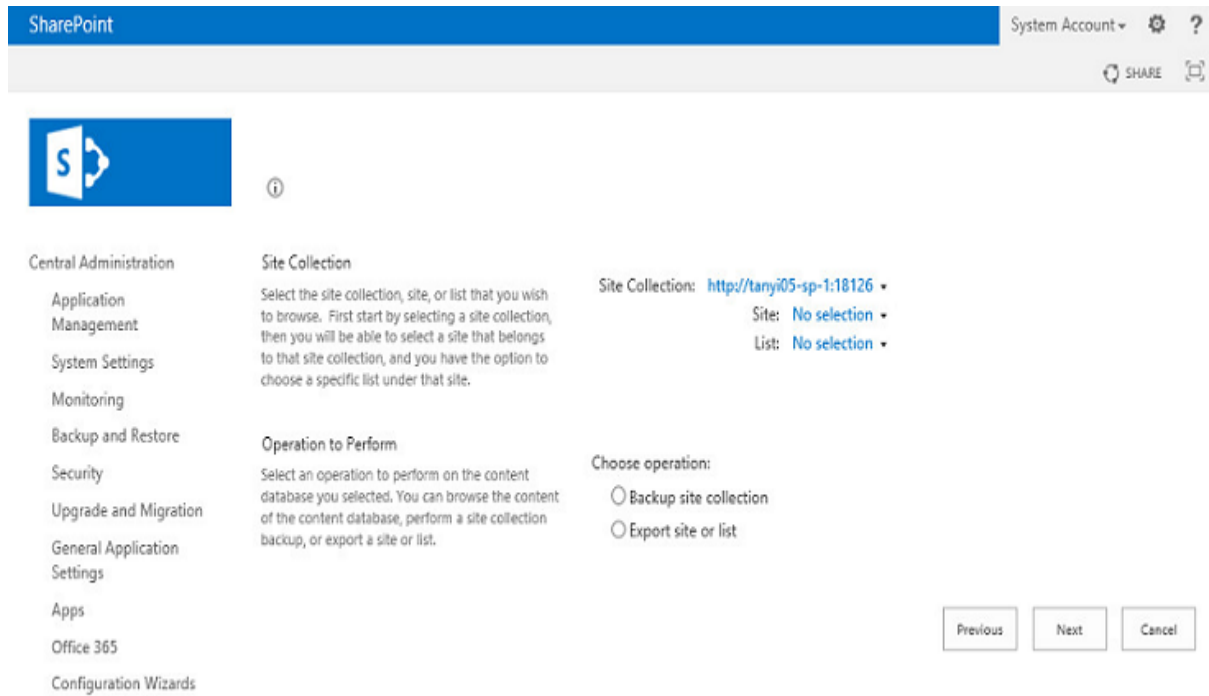 SharePoint
System Account
?
SHARE
S
Central Administration
Application
Management
System Settings
Monitoring
Backup and Restore
Security
Upgrade and Migration
General Application
Settings
Apps
Office 365
Configuration Wizards
Site Collection
Select the site collection, site, or list that you wish
to browse. First start by selecting a site collection,
then you will be able to select a site that belongs
to that site collection, and you have the option to
choose a specific list under that site.
Site Collection: http://tanyi05-sp-1:18126
Site: No selection
List: No selection
Operation to Perform
Select an operation to perform on the content
database you selected. You can browse the content
of the content database, perform a site collection
backup, or export a site or list.
Choose operation:
Backup site collection
Export site or list
Previous Next Cancel